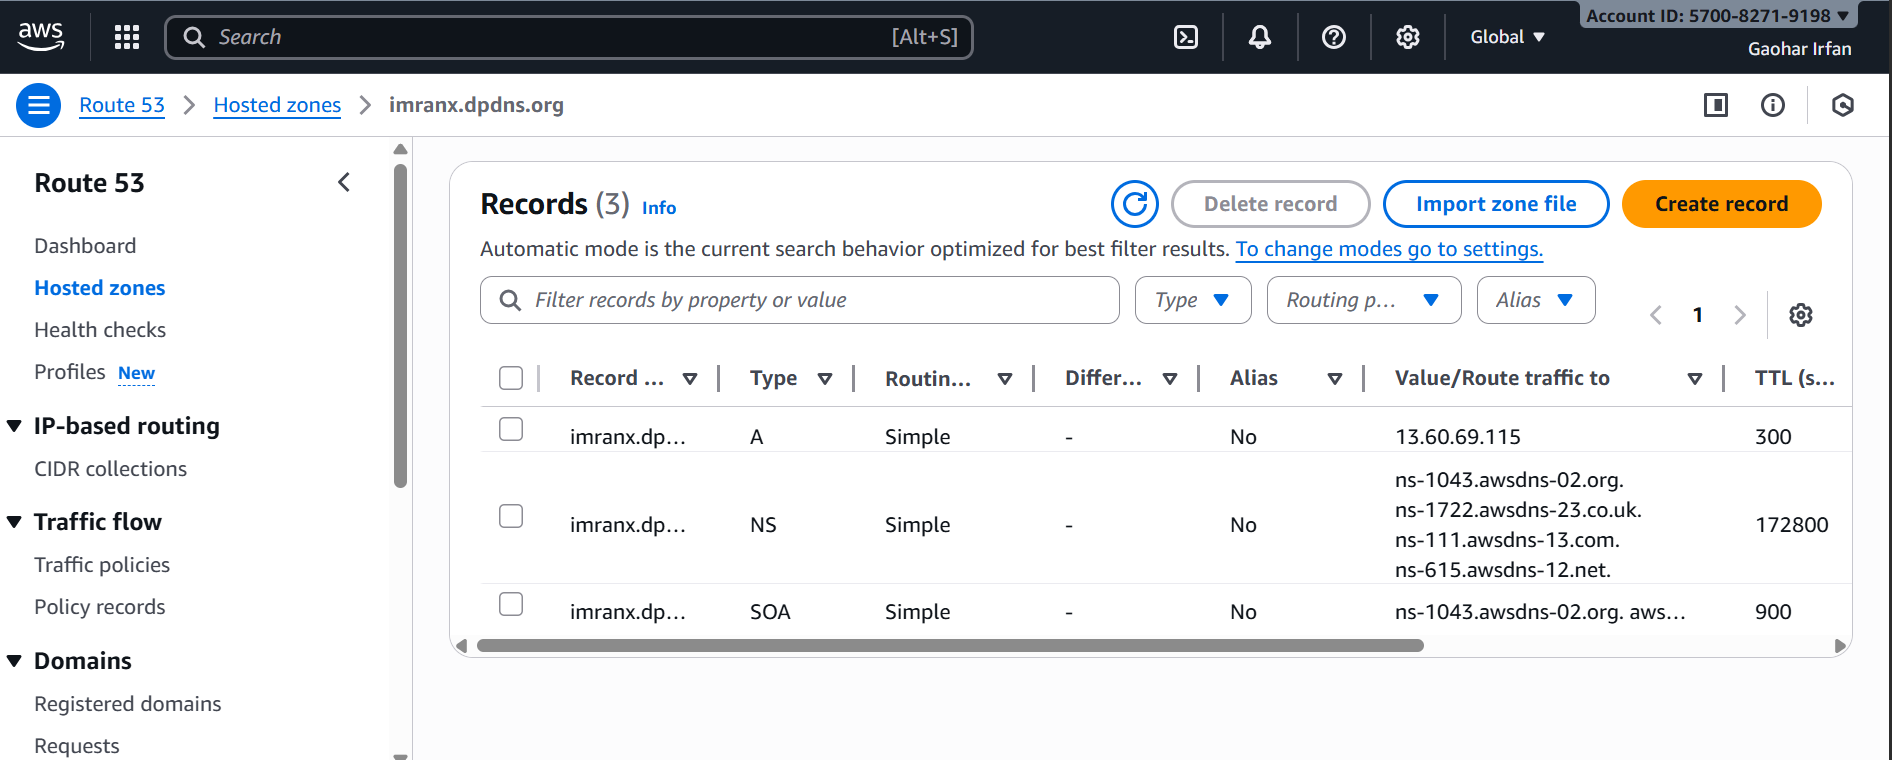 aws
Search
[Alt+S]
Global
Account ID: 5700-8271-9198
Gaohar Irfan
Route 53
Hosted zones
imranx.dpdns.org
Route 53
Dashboard
Hosted zones
Health checks
Profiles New
IP-based routing
CIDR collections
Traffic flow
Traffic policies
Policy records
Domains
Registered domains
Requests
Records (3) Info
Delete record
Import zone file
Create record
Automatic mode is the current search behavior optimized for best filter results. To change modes go to settings.
Filter records by property or value
Type
Routing p...
Alias
1
Record ... Type Routin... Differ... Alias Value/Route traffic to TTL (s...
imranx.dp... A Simple - No 13.60.69.115 300
imranx.dp... NS Simple - No ns-1043.awsdns-02.org. 172800
ns-1722.awsdns-23.co.uk.
ns-111.awsdns-13.com.
ns-615.awsdns-12.net.
imranx.dp... SOA Simple - No ns-1043.awsdns-02.org. aws... 900